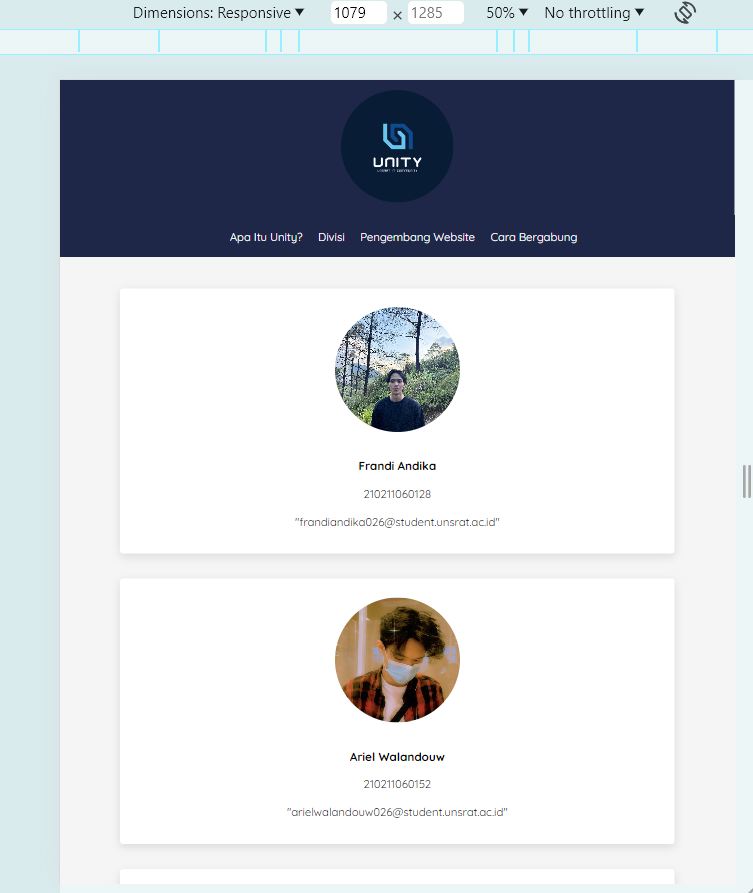 Dimensions: Responsive ▼ 1079 × 1285 50% ▼ No throttling ▼
UNITY
Apa Itu Unity? Divisi Pengembang Website Cara Bergabung
Frandi Andika
210211060128
"frandiandika026@student.unsrat.ac.id"
Ariel Walandouw
210211060152
"arielwalandouw026@student.unsrat.ac.id"